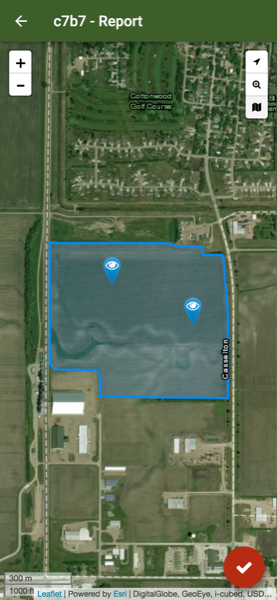 c7b7 - Report
+
−
Cottonwood
Golf Course
Casselton
300 m
1000 ft
Leaflet | Powered by Esri | DigitalGlobe, GeoEye, i-cubed, USD...